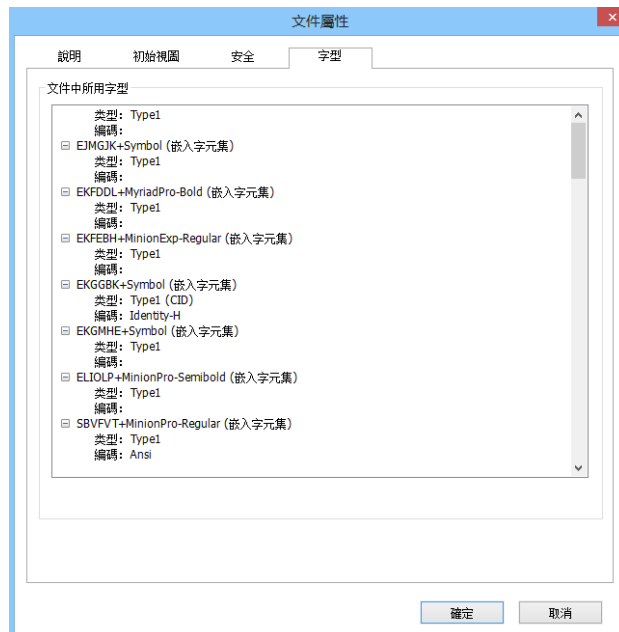 文件屬性
說明 初始視圖 安全 字型
文件中所用字型
类型: Type1
編碼:
EJMGJK+Symbol (嵌入字元集)
类型: Type1
編碼:
EKFDDL+MyriadPro-Bold (嵌入字元集)
类型: Type1
編碼:
EKFEBH+MinionExp-Regular (嵌入字元集)
类型: Type1
編碼:
EKGGBK+Symbol (嵌入字元集)
类型: Type1 (CID)
編碼: Identity-H
EKGMHE+Symbol (嵌入字元集)
类型: Type1
編碼:
ELIOLP+MinionPro-Semibold (嵌入字元集)
类型: Type1
編碼:
SBVFVT+MinionPro-Regular (嵌入字元集)
类型: Type1
編碼: Ansi
確定 取消